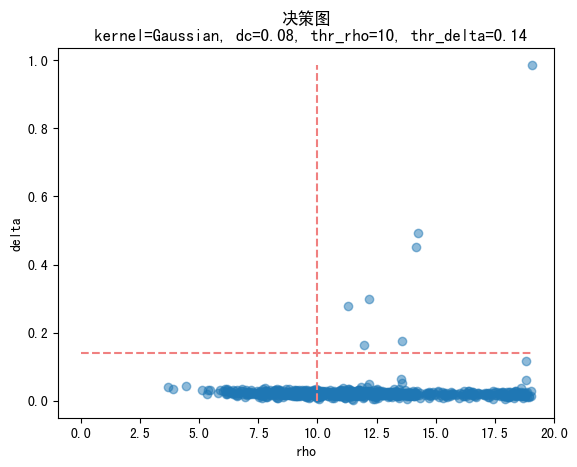 决策图
kernel=Gaussian, dc=0.08, thr_rho=10, thr_delta=0.14
1.0
0.8
0.6
0.4
0.2
0.0
delta
0.0 2.5 5.0 7.5 10.0 12.5 15.0 17.5 20.0
rho